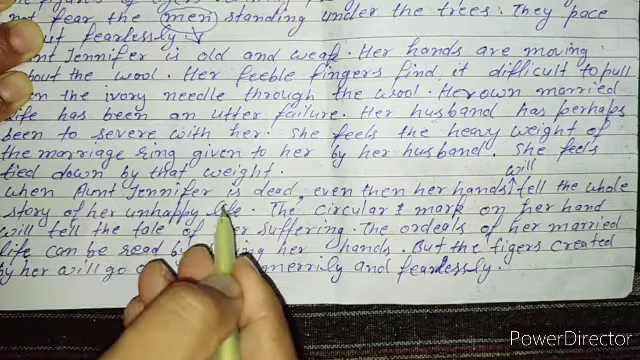 not fear the men standing under the trees. They pace
out fearlessly.
nt Jennifer is old and weak. Her hands are moving
bout the wool. Her feeble fingers find it difficult to pull
n the ivory needle through the wool. Her own married
life has been an utter failure. Her husband has perhaps
been to severe with her. She feels the heavy weight of
the marriage ring given to her by her husband. She feels
tied down by that weight.
when Aunt Jennifer is dead, even then her hands will tell the whole
story of her unhappy life. The circular mark on her hand
will tell the tale of her suffering. The ordeals of her married
life can be read by ing her hands. But the tigers created
by her will go merrily and fearlessly.
PowerDirector